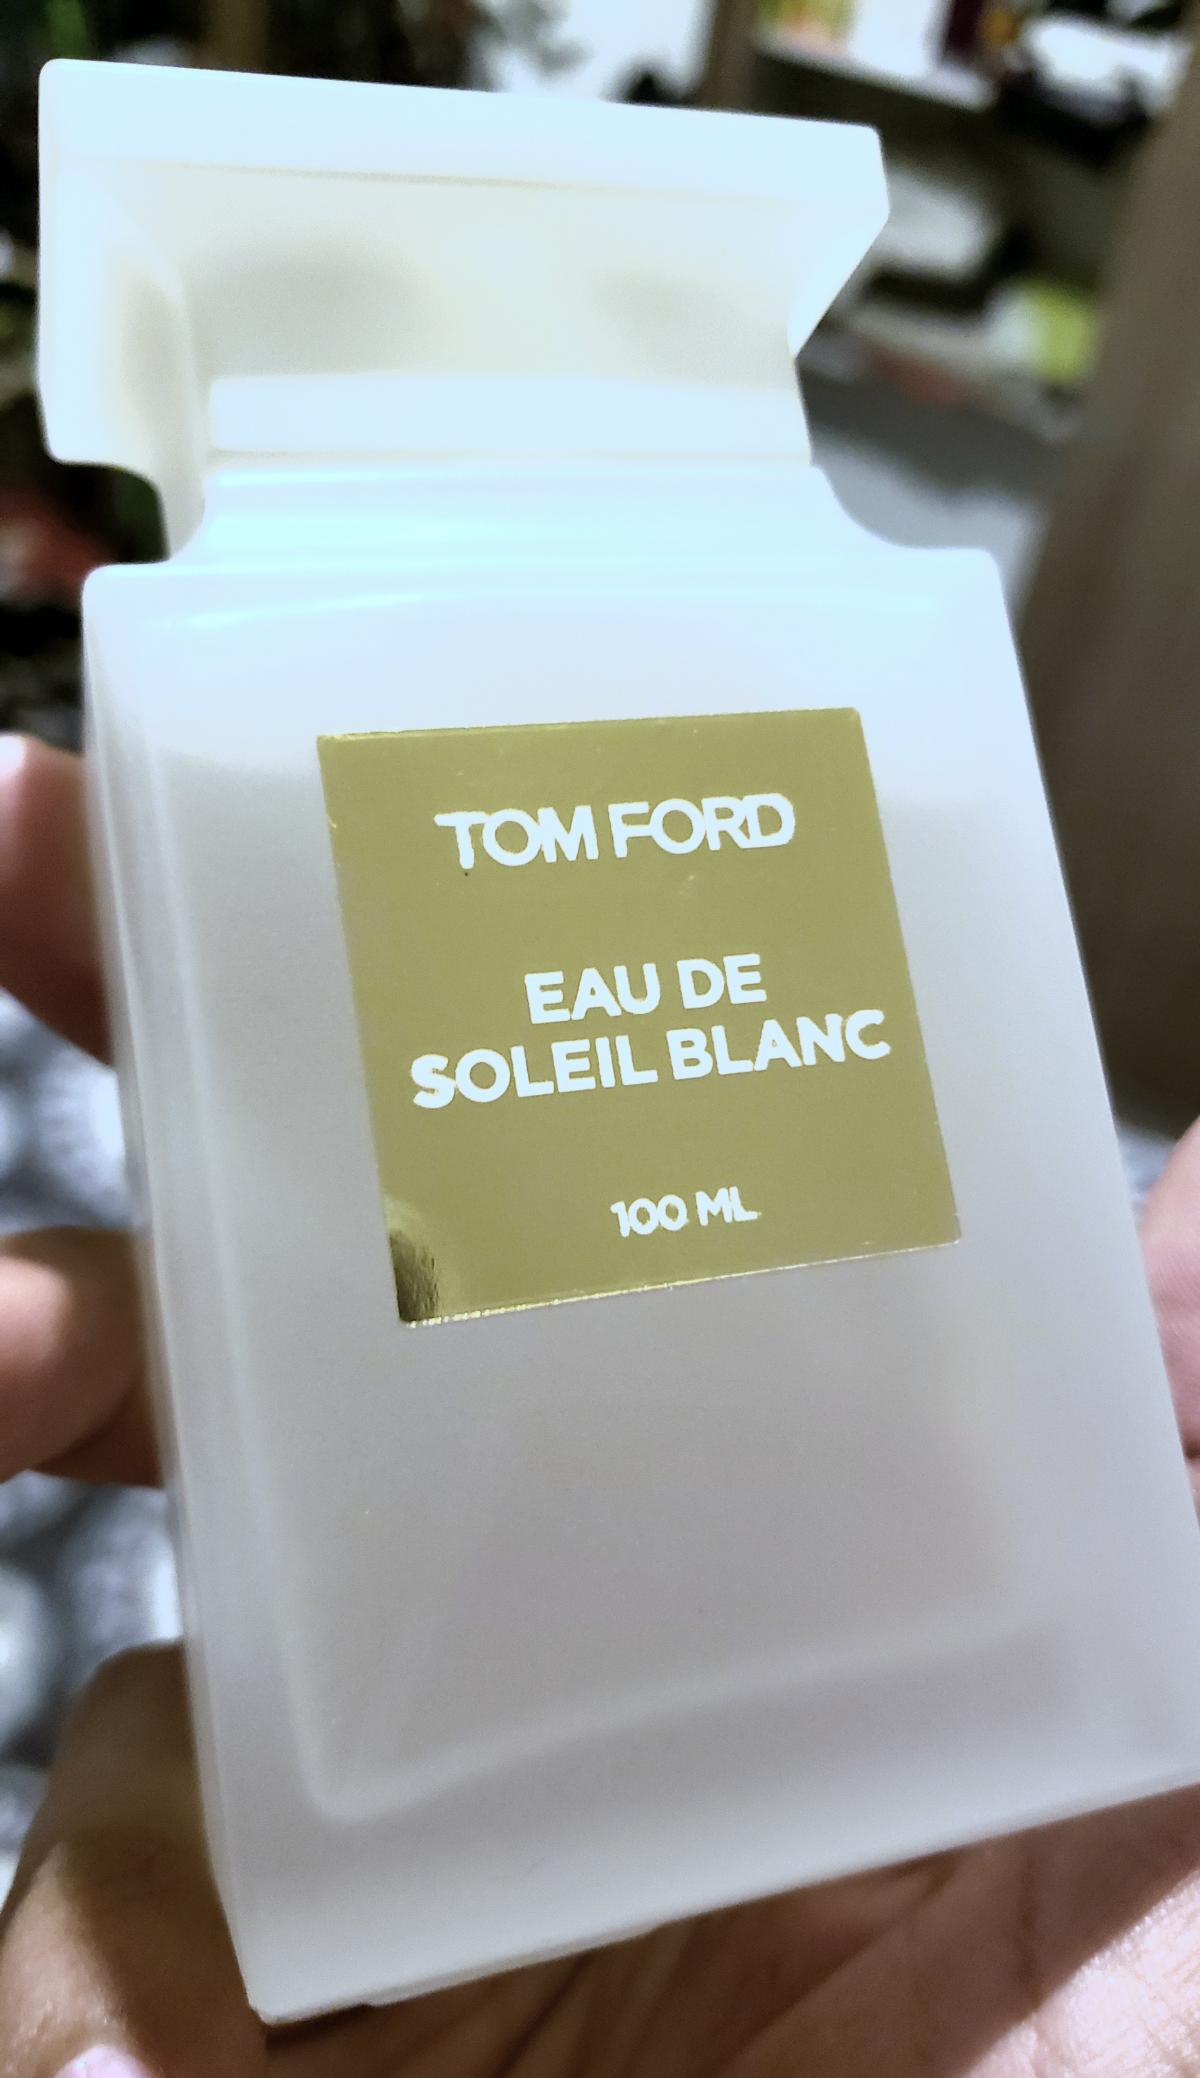 TOM FORD
EAU DE
SOLEIL BLANC
100 ML